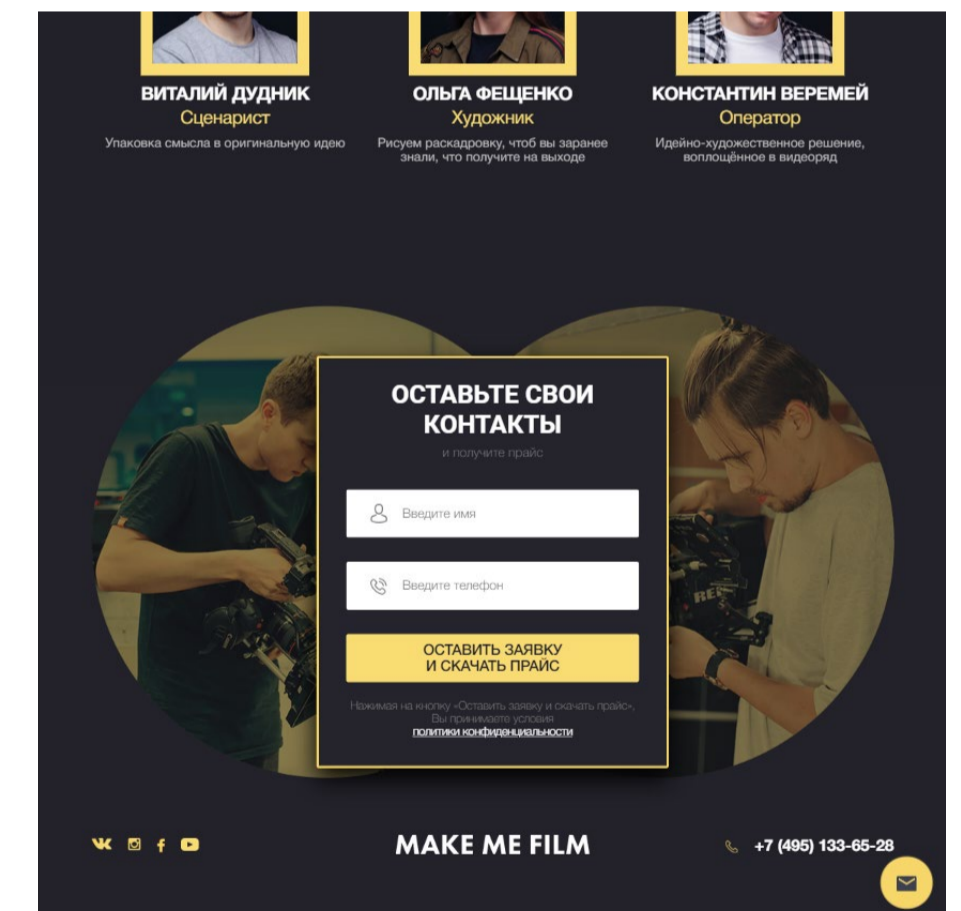 ВИТАЛИЙ ДУДНИК
Сценарист
Упаковка смысла в оригинальную идею
ОЛЬГА ФЕЩЕНКО
Художник
Рисуем раскадровку, чтоб вы заранее
знали, что получите на выходе
КОНСТАНТИН ВЕРЕМЕЙ
Оператор
Идейно-художественное решение,
воплощённое в видеоряд
ОСТАВЬТЕ СВОИ
КОНТАКТЫ
и получите прайс
Введите имя
Введите телефон
ОСТАВИТЬ ЗАЯВКУ
И СКАЧАТЬ ПРАЙС
Нажимая на кнопку «Оставить заявку и скачать прайс»,
Вы принимаете условия
политики конфиденциальности
MAKE ME FILM
+7 (495) 133-65-28